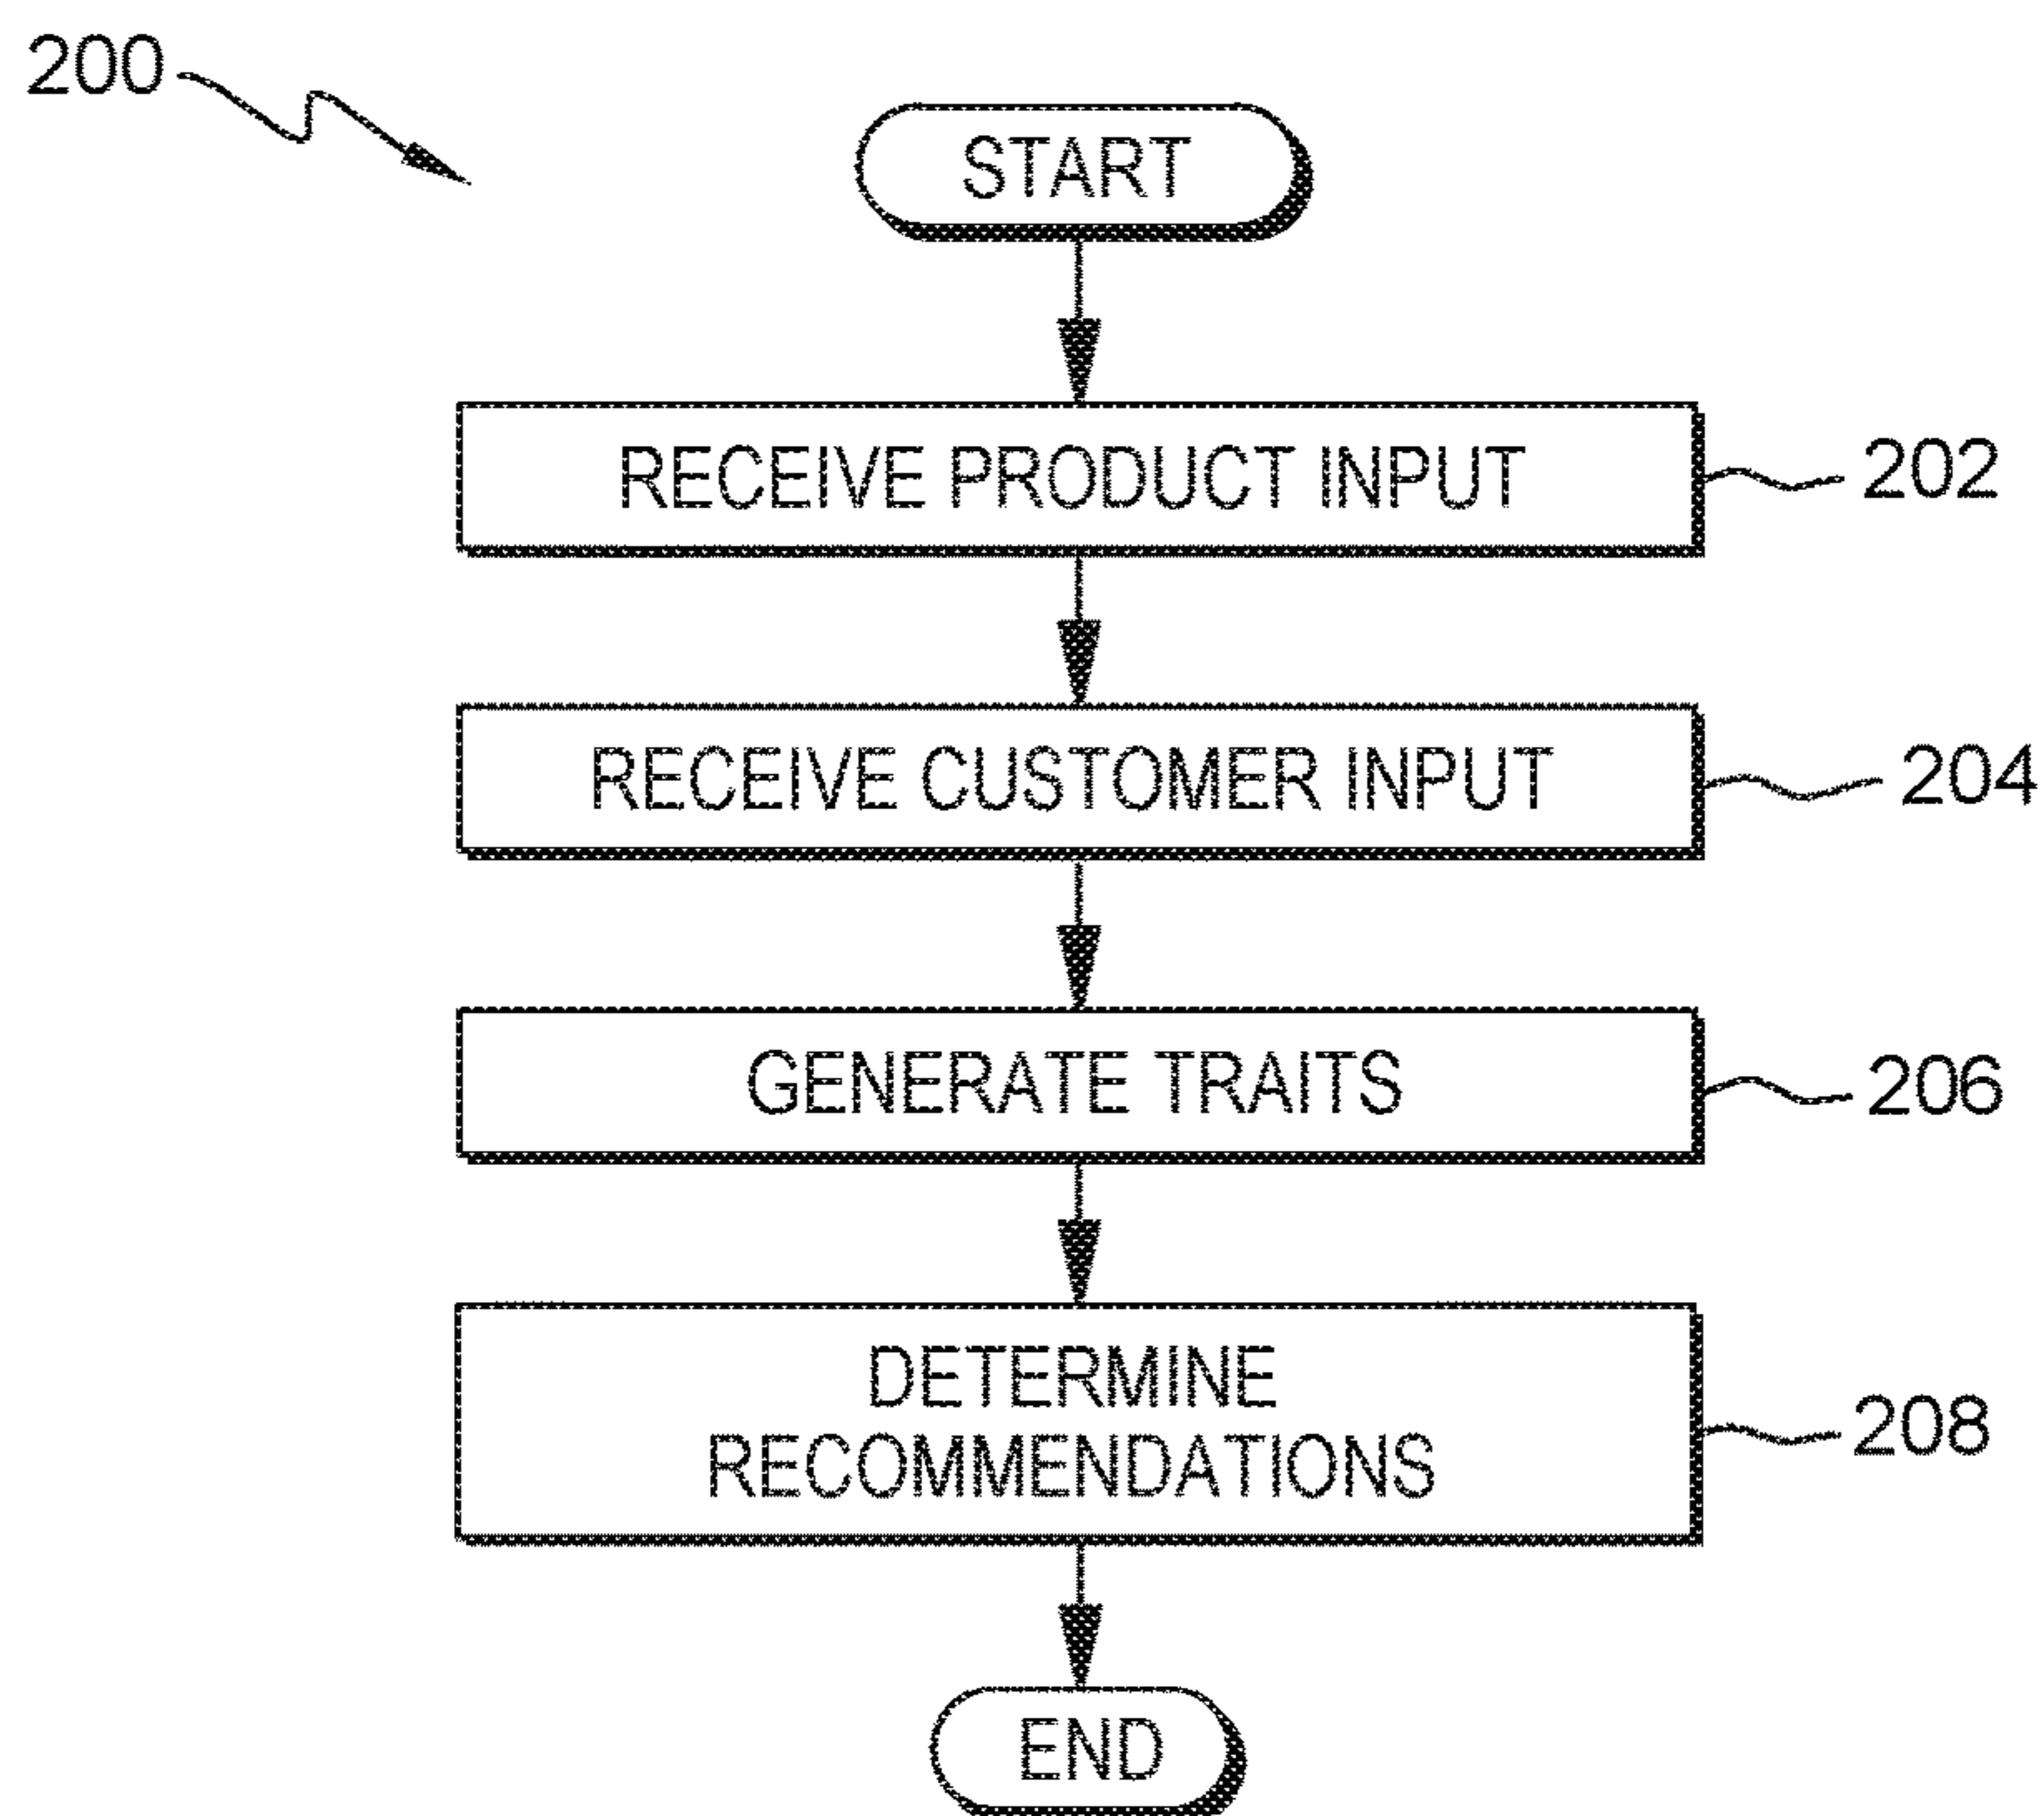 200
START
RECEIVE PRODUCT INPUT
202
RECEIVE CUSTOMER INPUT
204
GENERATE TRAITS
206
DETERMINE
RECOMMENDATIONS
208
END